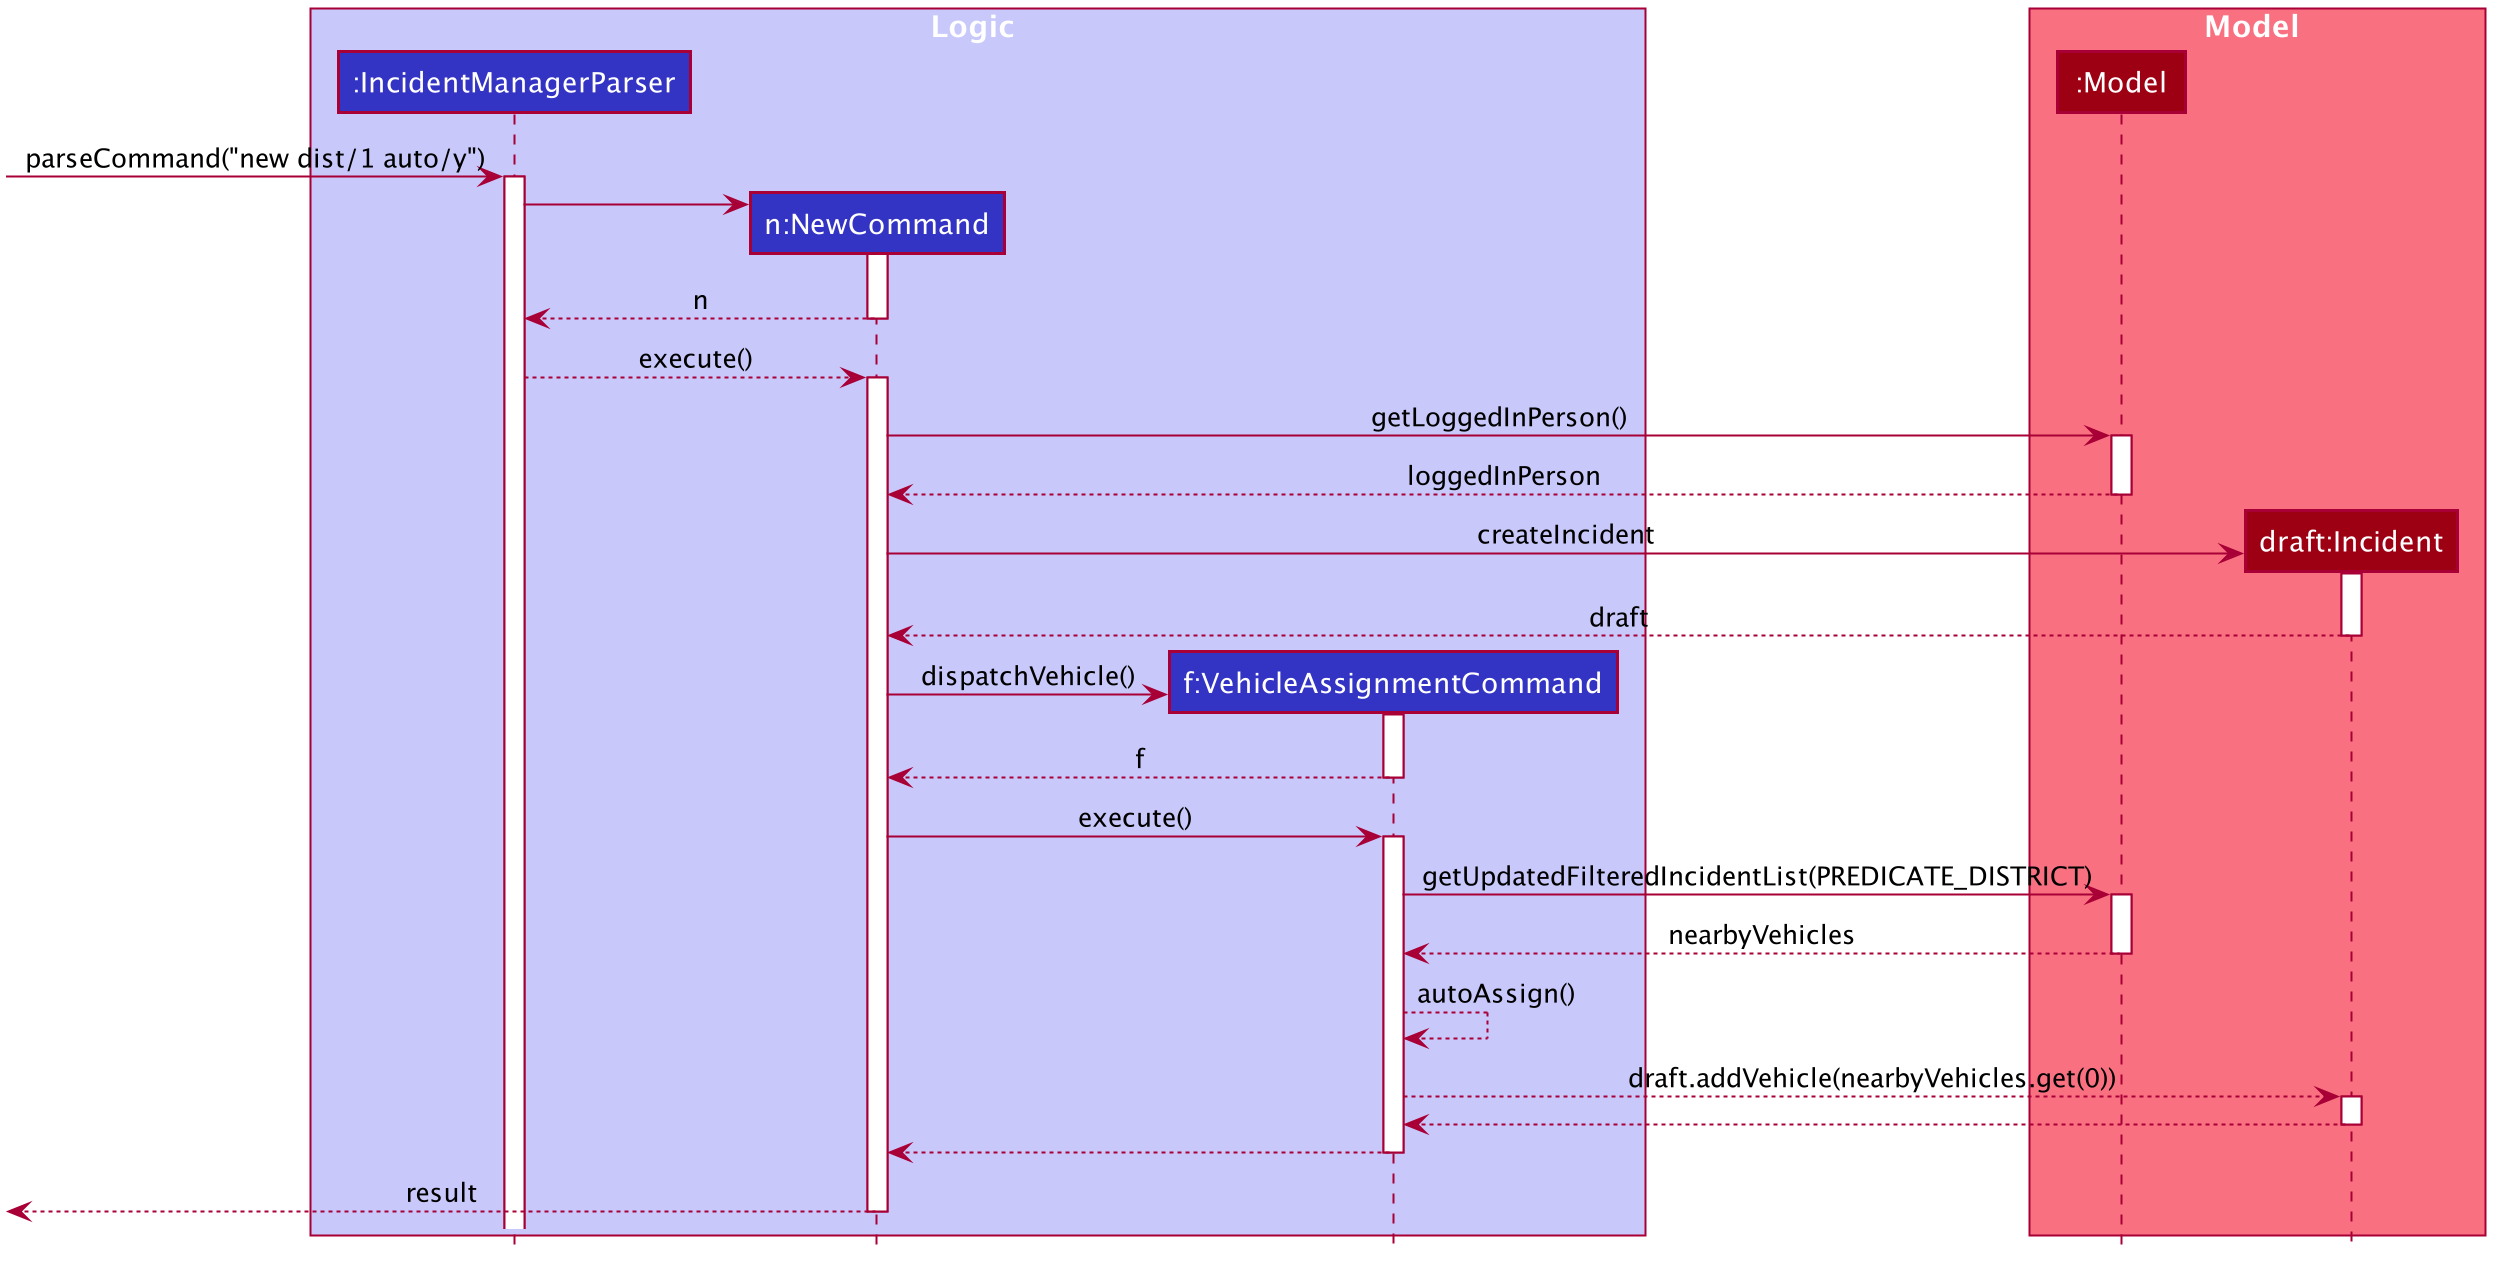 Logic
Model
:IncidentManagerParser
:Model
parseCommand("new dist/1 auto/y")
n:NewCommand
n
execute()
getLoggedInPerson()
loggedInPerson
createIncident
draft:Incident
draft
dispatchVehicle()
f:VehicleAssignmentCommand
f
execute()
getUpdatedFilteredIncidentList(PREDICATE_DISTRICT)
nearbyVehicles
autoAssign()
draft.addVehicle(nearbyVehicles.get(0))
result